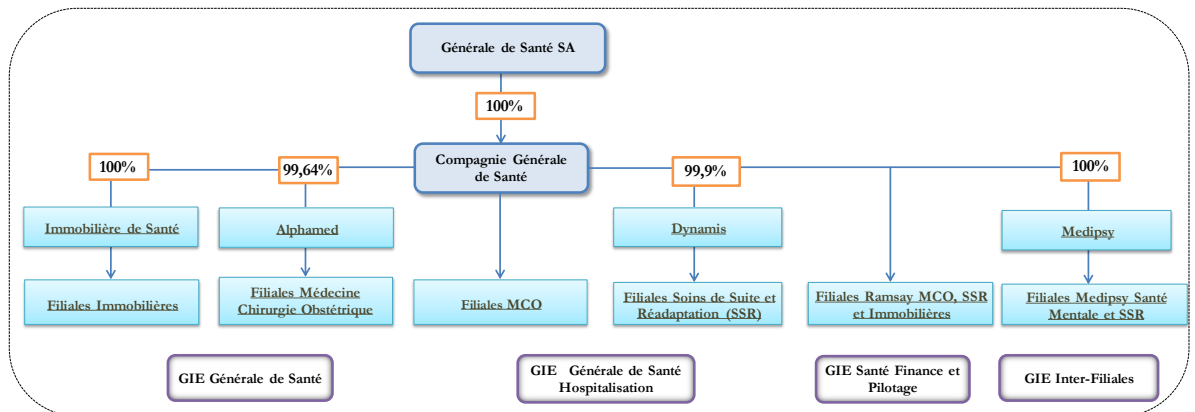 Générale de Santé SA
100%
Compagnie Générale
de Santé
100%
99,64%
99,9%
100%
Immobilière de Santé
Alphamed
Dynamis
Medipsy
Filiales Immobilières
Filiales Médecine
Chirurgie Obstétrique
Filiales MCO
Filiales Soins de Suite et
Réadaptation (SSR)
Filiales Ramsay MCO, SSR
et Immobilières
Filiales Medipsy Santé
Mentale et SSR
GIE Générale de Santé
GIE Générale de Santé
Hospitalisation
GIE Santé Finance et
Pilotage
GIE Inter-Filiales